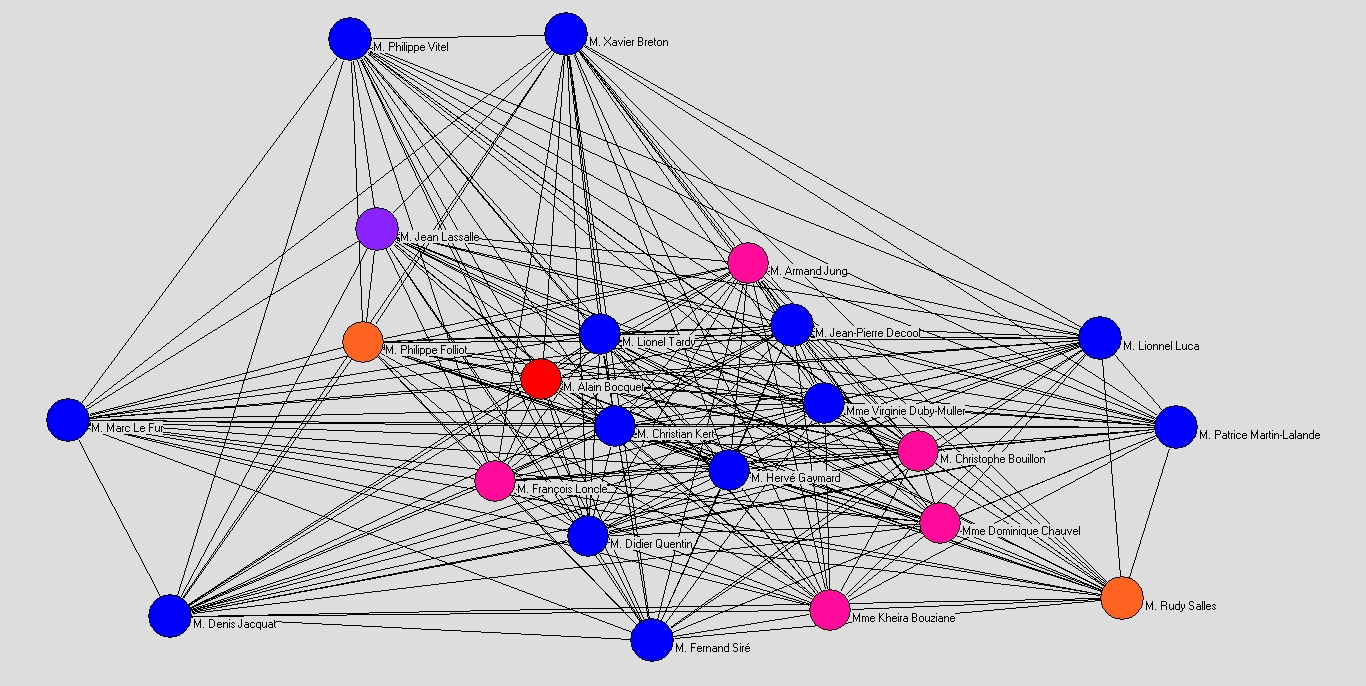 M. Philippe Vitel
M. Xavier Breton
M. Jean Lassalle
M. Armand Jung
M. Jean-Pierre Decool
M. Lionel Tardy
M. Lionnel Luca
M. Philippe Folliot
M. Alain Bocquet
Mme Virginie Duby-Muller
M. Marc Le Fur
M. Christian Kert
M. Patrice Martin-Lalande
M. Christophe Bouillon
M. Hervé Gaymard
M. François Loncle
Mme Dominique Chauvel
M. Didier Quentin
M. Rudy Salles
Mme Kheira Bouziane
M. Denis Jacquat
M. Fernand Siré